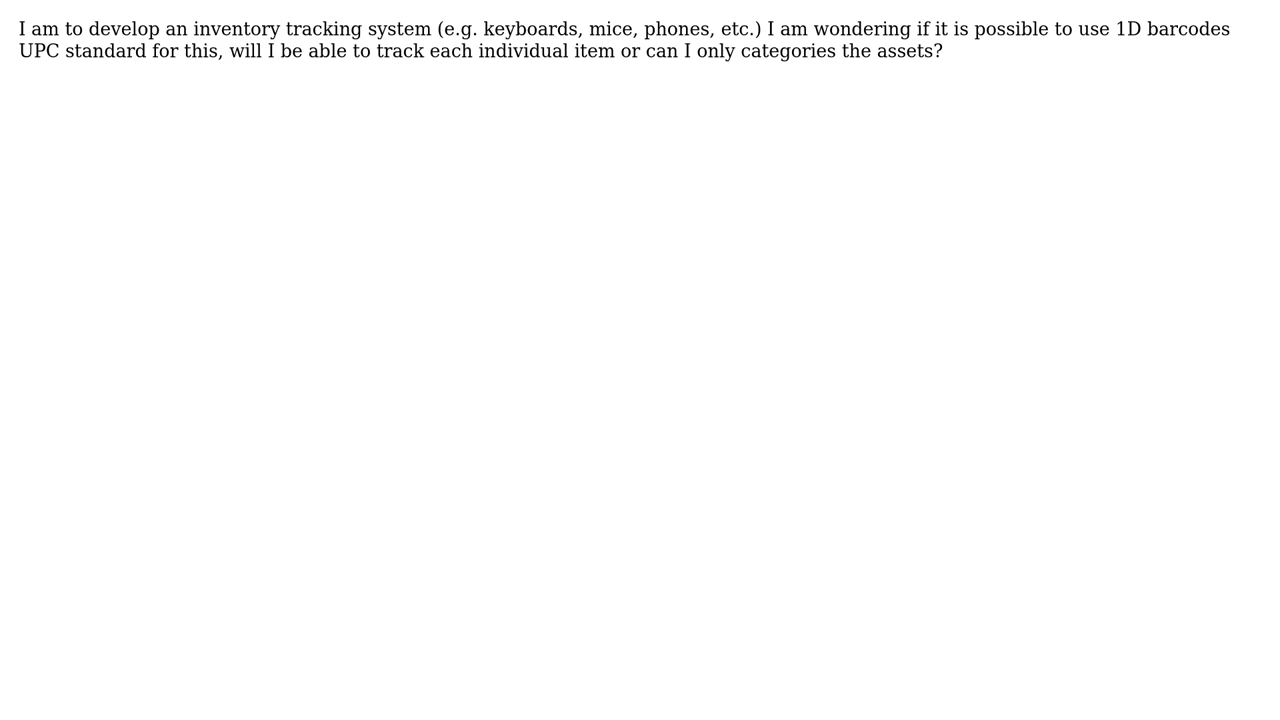 I am to develop an inventory tracking system (e.g. keyboards, mice, phones, etc.) I am wondering if it is possible to use 1D barcodes
UPC standard for this, will I be able to track each individual item or can I only categories the assets?